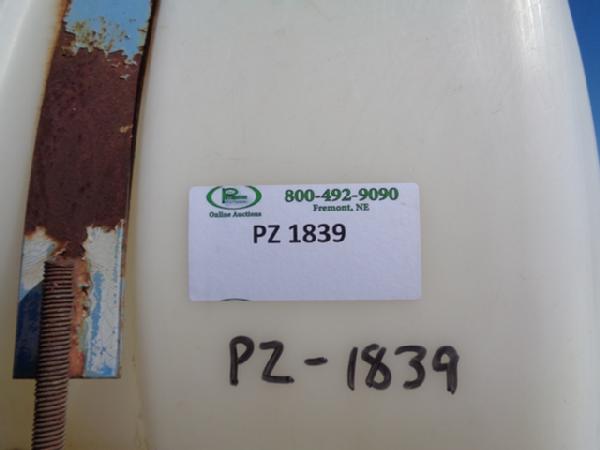 800-492-9090
Fremont, NE
Online Auctions
PZ 1839
PZ-1839